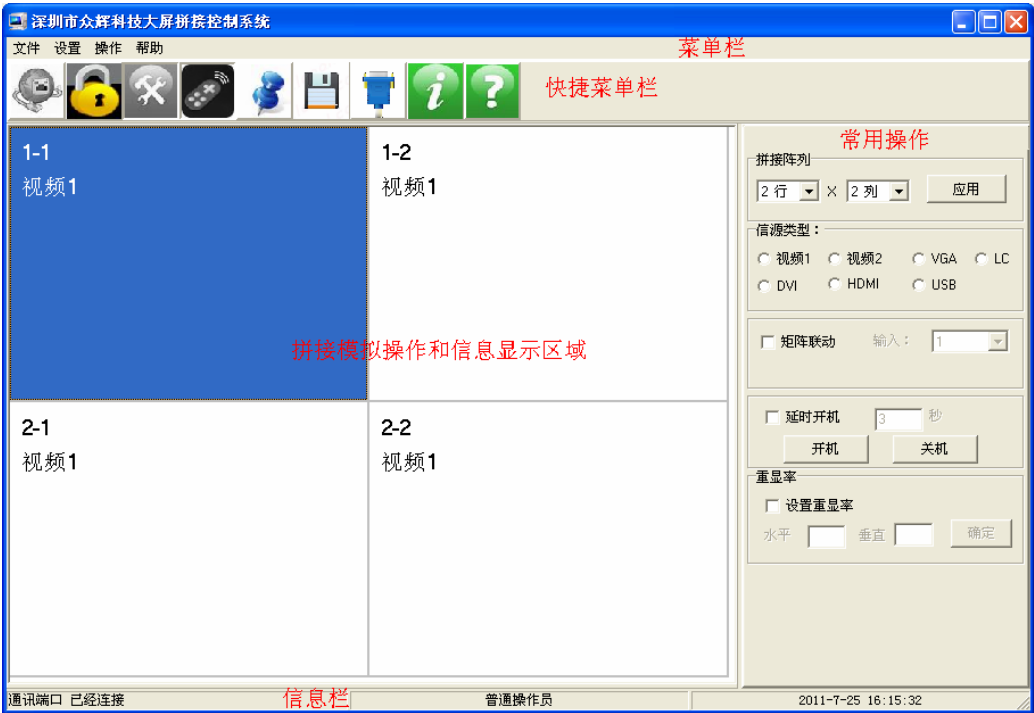 深圳市众辉科技大屏拼接控制系统
文件 设置 操作 帮助
菜单栏
快捷菜单栏
1-1
视频1
1-2
视频1
拼接模拟操作和信息显示区域
2-1
视频1
2-2
视频1
常用操作
拼接阵列
2 行 X 2 列 应用
信源类型：
视频1 视频2 VGA LC
DVI HDMI USB
矩阵联动 输入： 1
延时开机 3 秒
开机 关机
重显率
设置重显率
水平 垂直 确定
通讯端口 已经连接 信息栏 普通操作员 2011-7-25 16:15:32